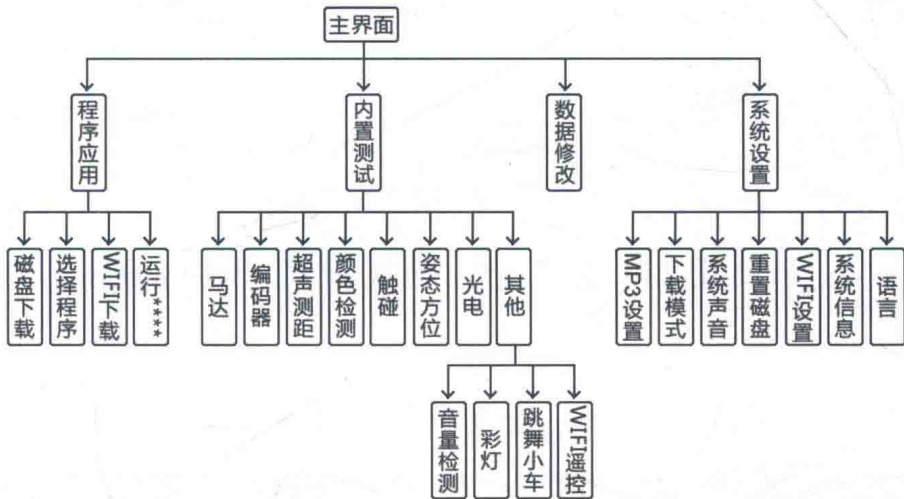 主界面
程序应用
内置测试
数据修改
系统设置
磁盘下载
选择程序
WIFI下载
运行****
马达
编码器
超声测距
颜色检测
触碰
姿态方位
光电
其他
MP3设置
下载模式
系统声音
重置磁盘
WIFI设置
系统信息
语言
音量检测
彩灯
跳舞小车
WIFI遥控